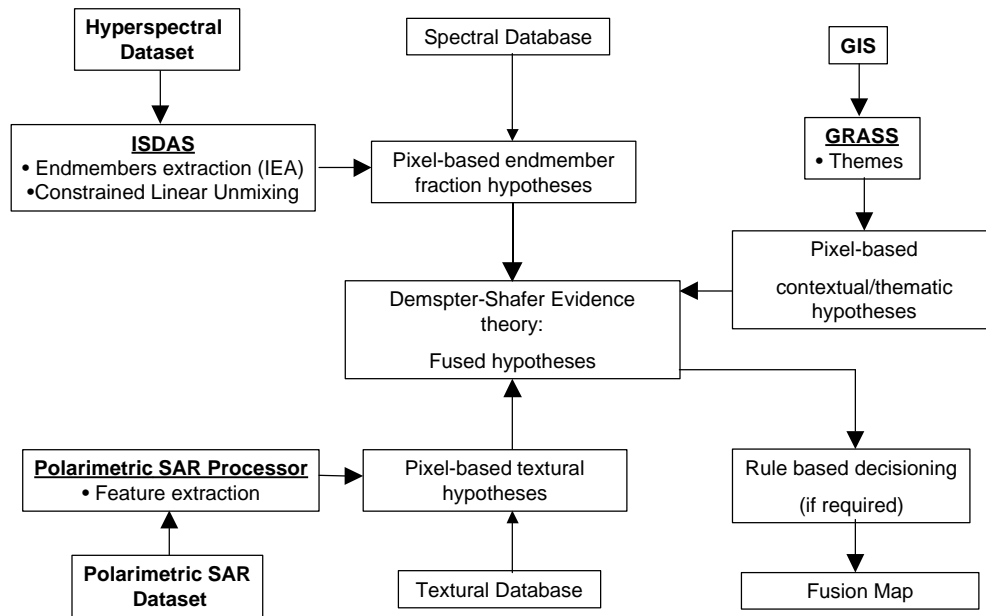 Hyperspectral
Dataset
Spectral Database
GIS
ISDAS
• Endmembers extraction (IEA)
•Constrained Linear Unmixing
Pixel-based endmember
fraction hypotheses
GRASS
• Themes
Pixel-based
contextual/thematic
hypotheses
Demspter-Shafer Evidence
theory:
Fused hypotheses
Polarimetric SAR Processor
• Feature extraction
Pixel-based textural
hypotheses
Rule based decisioning
(if required)
Polarimetric SAR
Dataset
Textural Database
Fusion Map